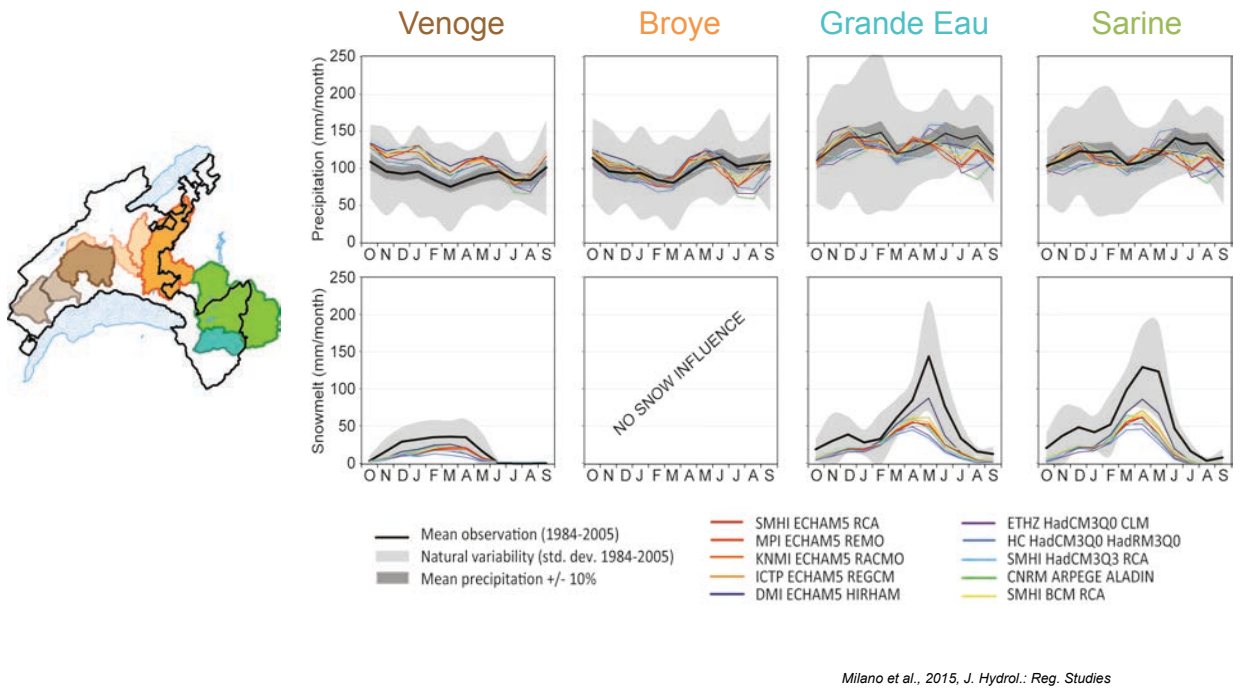 Venoge Broye Grande Eau Sarine
Precipitation (mm/month)
250
200
150
100
50
0
O N D J F M A M J J A S
O N D J F M A M J J A S
O N D J F M A M J J A S
O N D J F M A M J J A S
Snowmelt (mm/month)
250
200
150
100
50
0
NO SNOW INFLUENCE
O N D J F M A M J J A S
O N D J F M A M J J A S
O N D J F M A M J J A S
O N D J F M A M J J A S
Mean observation (1984-2005)
Natural variability (std. dev. 1984-2005)
Mean precipitation +/- 10%
SMHI ECHAM5 RCA
MPI ECHAM5 REMO
KNMI ECHAM5 RACMO
ICTP ECHAM5 REGCM
DMI ECHAM5 HIRHAM
ETHZ HadCM3Q0 CLM
HC HadCM3Q0 HadRM3Q0
SMHI HadCM3Q3 RCA
CNRM ARPEGE ALADIN
SMHI BCM RCA
Milano et al., 2015, J. Hydrol.: Reg. Studies